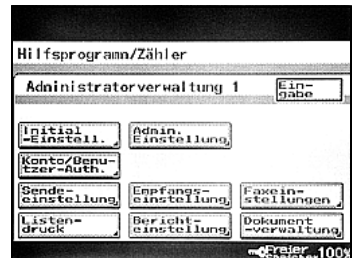 Hilfsprogramm/Zähler
Administratorverwaltung 1
Ein-
gabe
Initial
-Einstell.
Admin.
Einstellung
Konto/Benu-
tzer-Auth.
Sende-
einstellung
Empfangs-
einstellung
Faxein-
stellungen
Listen-
druck
Bericht-
einstellung
Dokument
-verwaltung
Freier
Speicher 100%